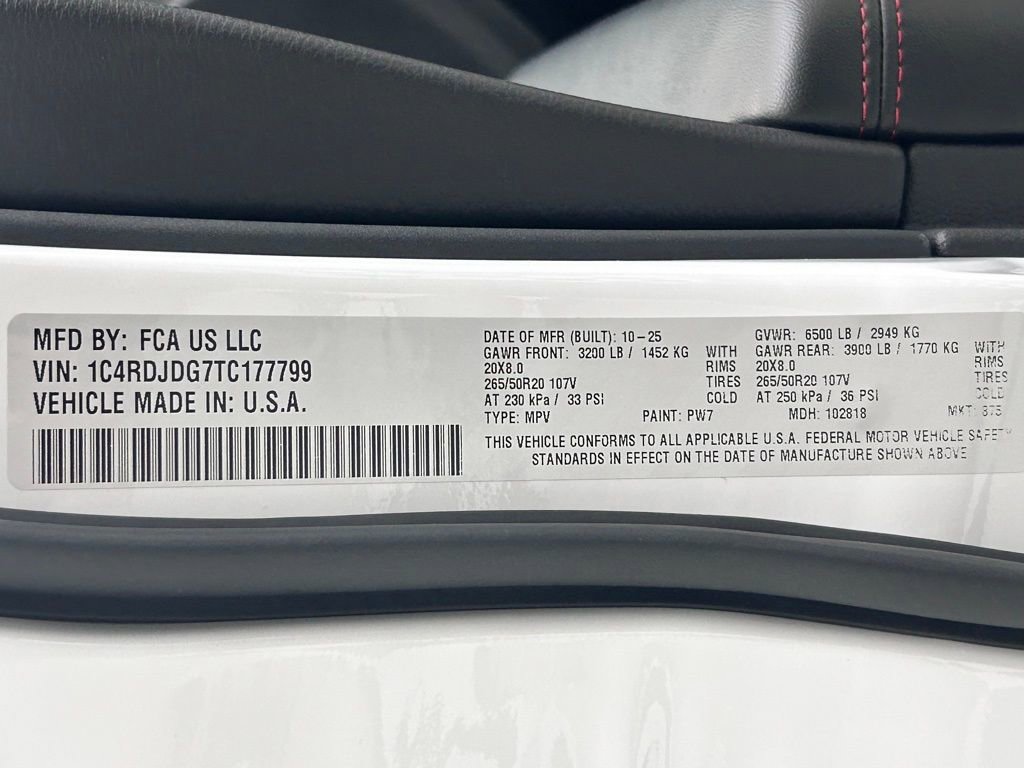 MFD BY: FCA US LLC
VIN: 1C4RDJDG7TC177799
VEHICLE MADE IN: U.S.A.
DATE OF MFR (BUILT): 10-25 GVWR: 6500 LB / 2949 KG
GAWR FRONT: 3200 LB / 1452 KG WITH GAWR REAR: 3900 LB / 1770 KG WITH
20X8.0 RIMS 20X8.0 RIMS
265/50R20 107V TIRES 265/50R20 107V TIRES
AT 230 kPa / 33 PSI COLD AT 250 kPa / 36 PSI COLD
TYPE: MPV PAINT: PW7 MDH: 102818 MKT: 875
THIS VEHICLE CONFORMS TO ALL APPLICABLE U.S.A. FEDERAL MOTOR VEHICLE SAFETY
STANDARDS IN EFFECT ON THE DATE OF MANUFACTURE SHOWN ABOVE